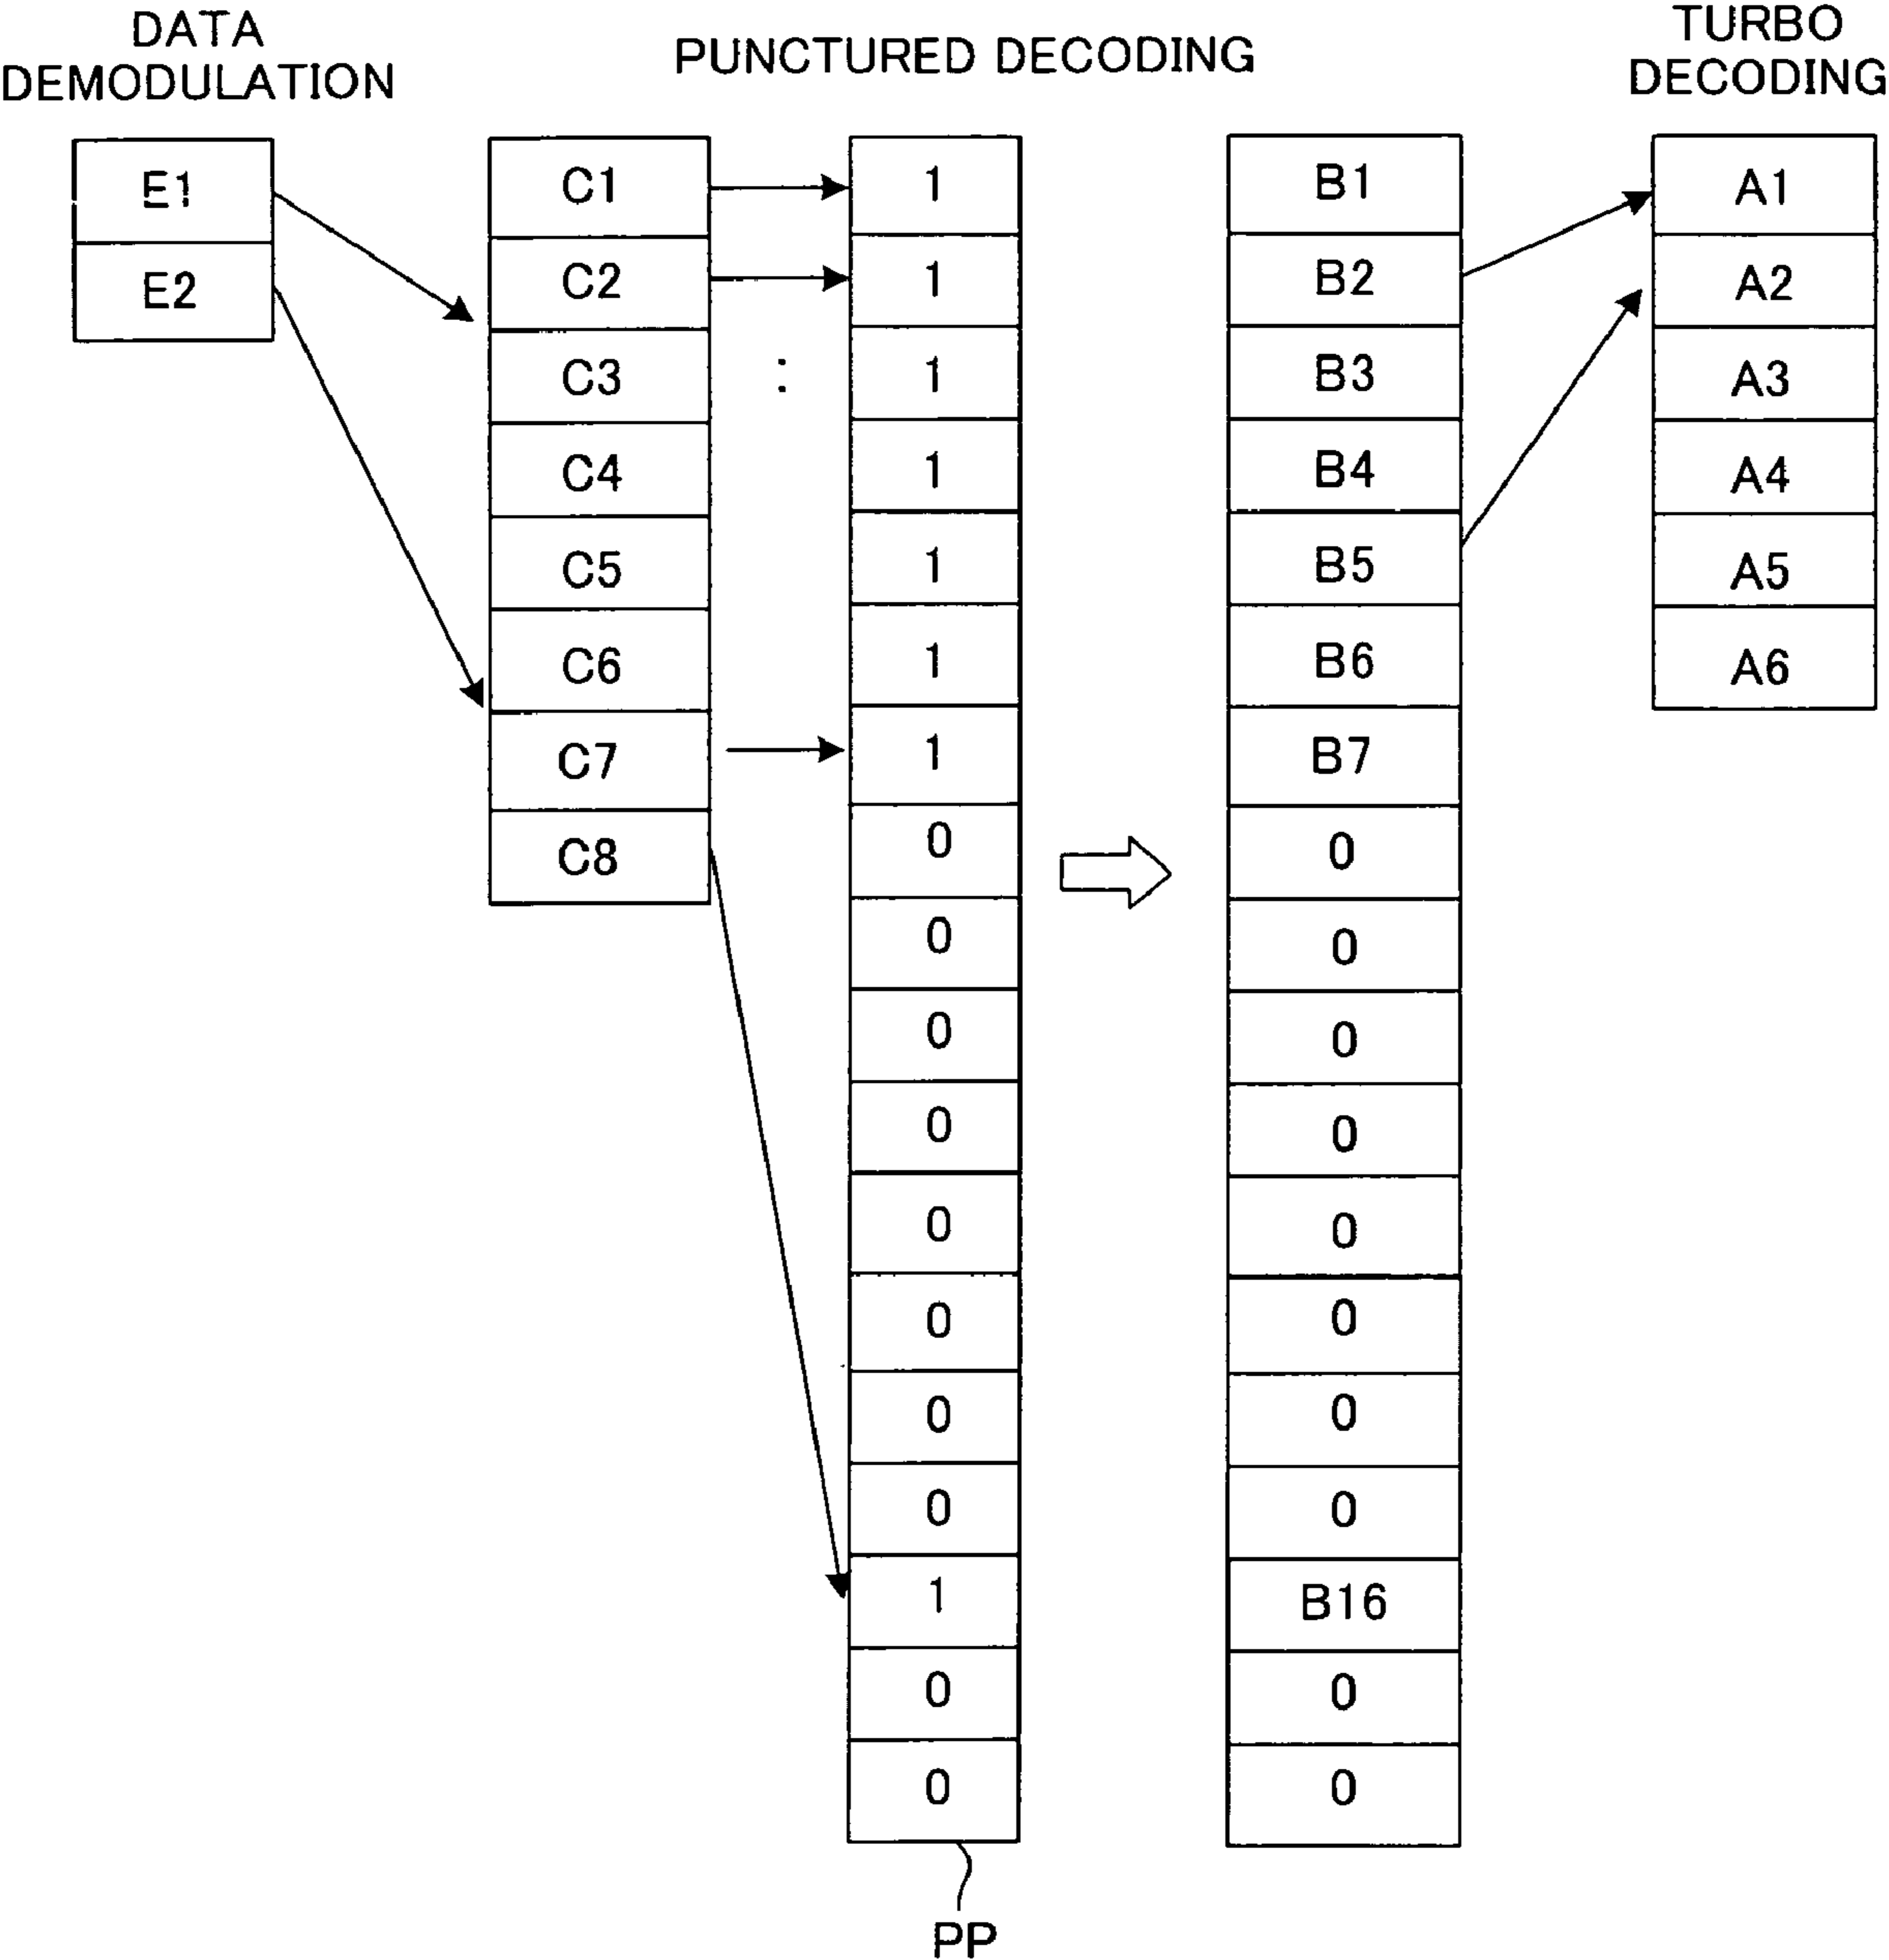 DATA
DEMODULATION
PUNCTURED DECODING
TURBO
DECODING
E1
E2
C1
C2
C3
C4
C5
C6
C7
C8
:
1
1
1
1
1
1
1
0
0
0
0
0
0
0
0
1
0
0
B1
B2
B3
B4
B5
B6
B7
0
0
0
0
0
0
0
0
B16
0
0
A1
A2
A3
A4
A5
A6
PP